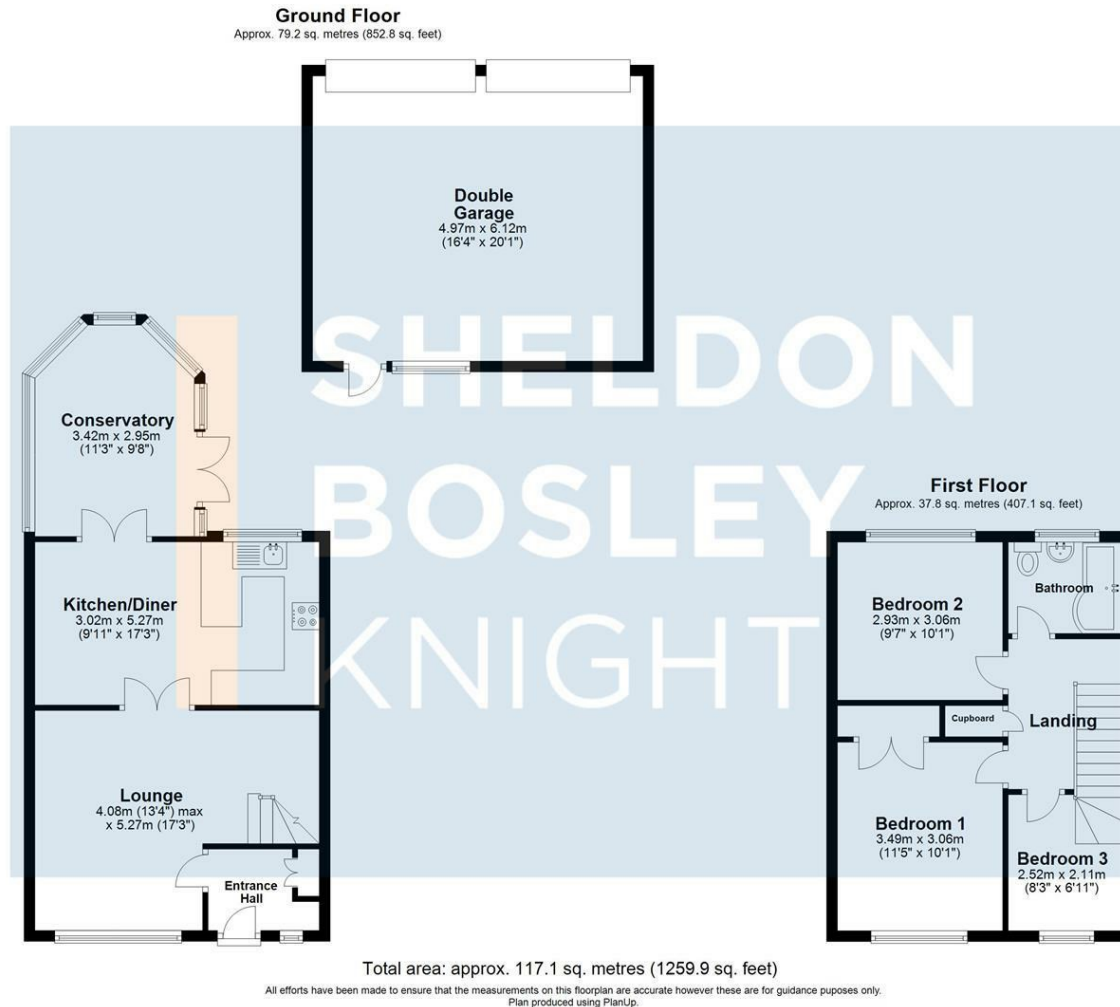 Ground Floor
Approx. 79.2 sq. metres (852.8 sq. feet)
Double
Garage
4.97m x 6.12m
(16'4" x 20'1")
SHELDON
BOSLEY
KNIGHT
Conservatory
3.42m x 2.95m
(11'3" x 9'8")
Kitchen/Diner
3.02m x 5.27m
(9'11" x 17'3")
Lounge
4.08m (13'4") max
x 5.27m (17'3")
Entrance
Hall
First Floor
Approx. 37.8 sq. metres (407.1 sq. feet)
Bedroom 2
2.93m x 3.06m
(9'7" x 10'1")
Bathroom
Cupboard
Landing
Bedroom 1
3.49m x 3.06m
(11'5" x 10'1")
Bedroom 3
2.52m x 2.11m
(8'3" x 6'11")
Total area: approx. 117.1 sq. metres (1259.9 sq. feet)
All efforts have been made to ensure that the measurements on this floorplan are accurate however these are for guidance puposes only.
Plan produced using PlanUp.